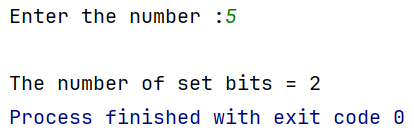 Enter the number :5
The number of set bits = 2
Process finished with exit code 0